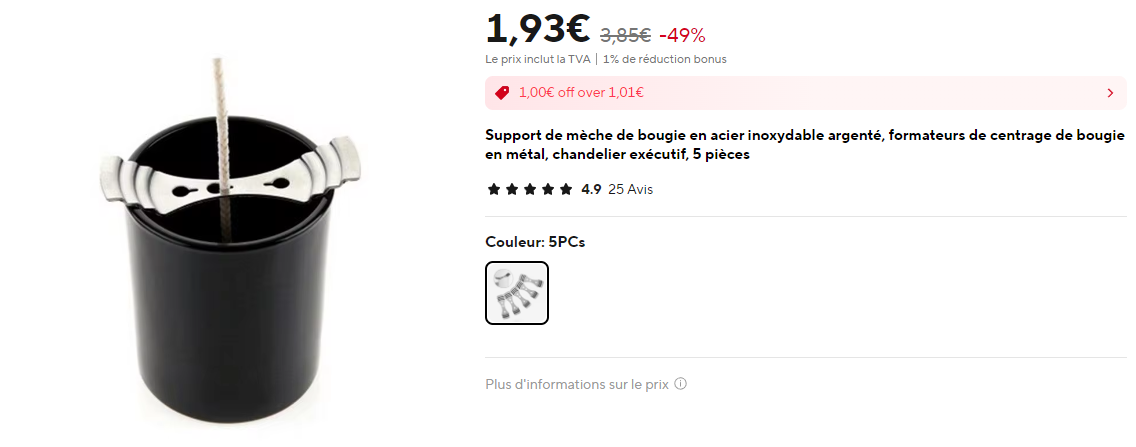 1,93€ 3,85€ -49%
Le prix inclut la TVA | 1% de réduction bonus
1,00€ off over 1,01€
Support de mèche de bougie en acier inoxydable argenté, formateurs de centrage de bougie
en métal, chandelier exécutif, 5 pièces
4.9 25 Avis
Couleur: 5PCs
Plus d'informations sur le prix